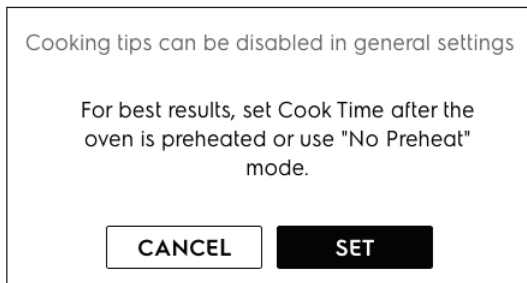 Cooking tips can be disabled in general settings
For best results, set Cook Time after the
oven is preheated or use "No Preheat"
mode.
CANCEL
SET